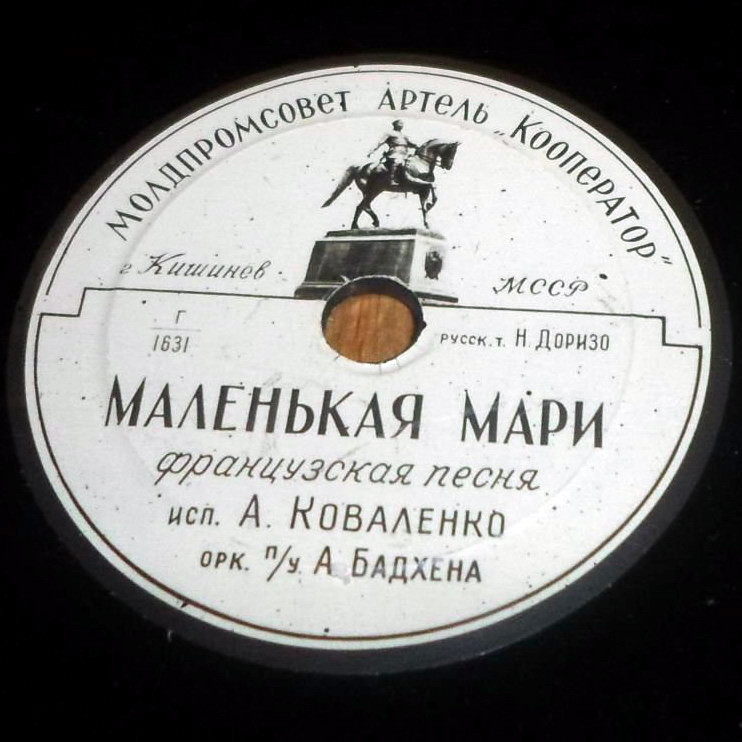 МОЛДПРОМСОВЕТ АРТЕЛЬ „КООПЕРАТОР"
г Кишинев МССР
Г
1631
РУССК. Т. Н. ДОРИЗО
МАЛЕНЬКАЯ МАРИ
французская песня
исп. А. КОВАЛЕНКО
ОРК. П/У. А БАДХЕНА